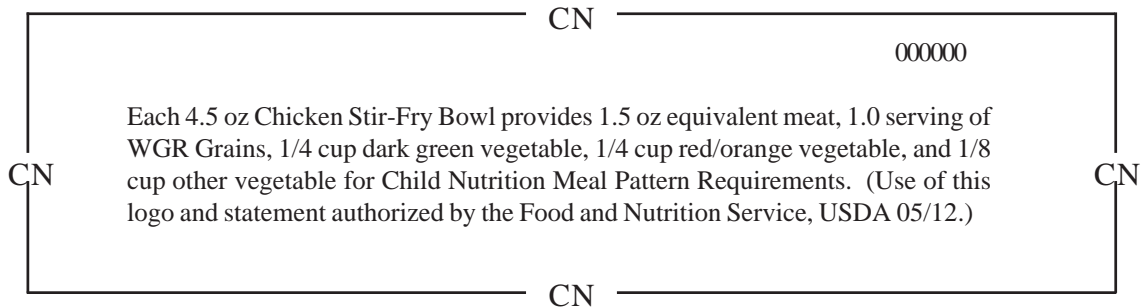 CN
000000
Each 4.5 oz Chicken Stir-Fry Bowl provides 1.5 oz equivalent meat, 1.0 serving of
WGR Grains, 1/4 cup dark green vegetable, 1/4 cup red/orange vegetable, and 1/8
CN
CN
cup other vegetable for Child Nutrition Meal Pattern Requirements.  (Use of this
logo and statement authorized by the Food and Nutrition Service, USDA 05/12.)
CN